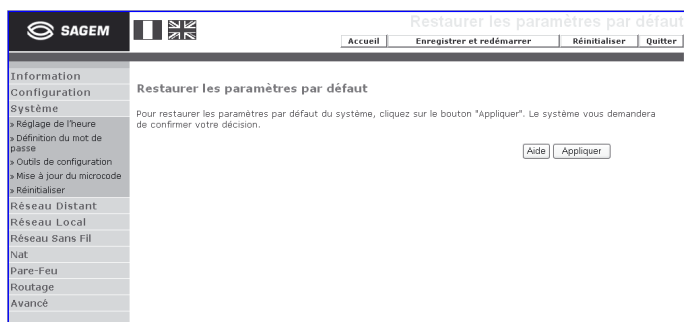 SAGEM
Restaurer les paramètres par défaut
Accueil
Enregistrer et redémarrer
Réinitialiser
Quitter
Information
Configuration
Système
» Réglage de l'heure
» Définition du mot de
passe
» Outils de configuration
» Mise à jour du microcode
» Réinitialiser
Réseau Distant
Réseau Local
Réseau Sans Fil
Nat
Pare-Feu
Routage
Avancé
Restaurer les paramètres par défaut
Pour restaurer les paramètres par défaut du système, cliquez sur le bouton "Appliquer". Le système vous demandera
de confirmer votre décision.
Aide
Appliquer